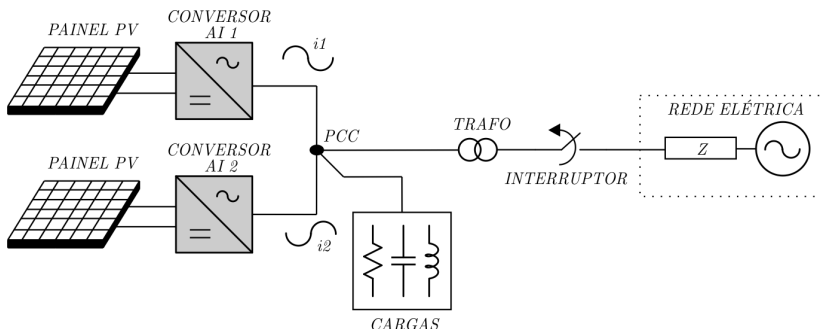 PAINEL PV
CONVERSOR
AI 1
i1
PAINEL PV
CONVERSOR
AI 2
i2
PCC
CARGAS
TRAFO
INTERRUPTOR
REDE ELÉTRICA
Z